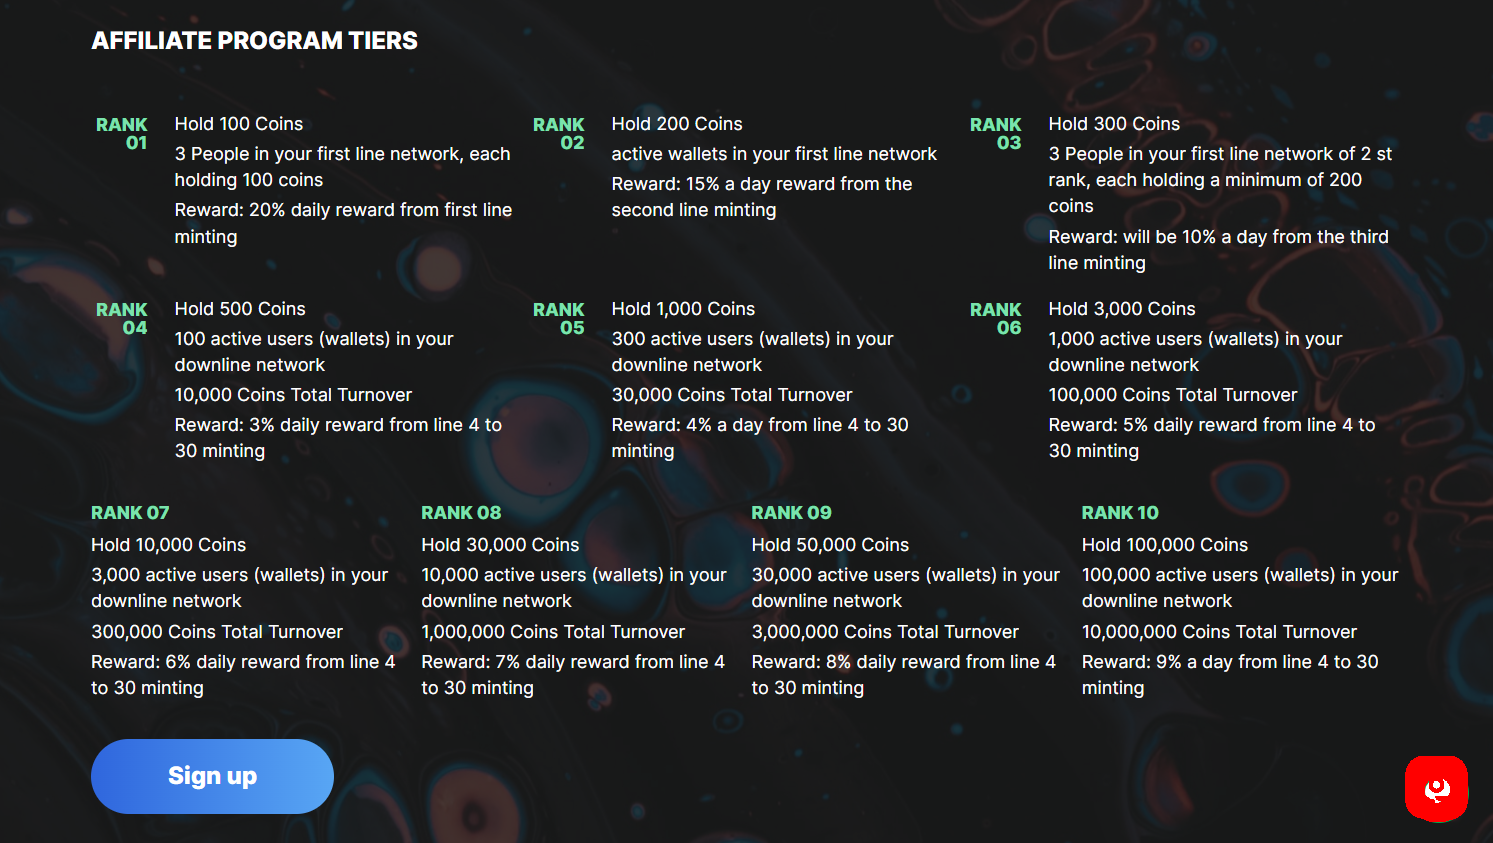 AFFILIATE PROGRAM TIERS
RANK
01
Hold 100 Coins
3 People in your first line network, each
holding 100 coins
Reward: 20% daily reward from first line
minting
RANK
02
Hold 200 Coins
active wallets in your first line network
Reward: 15% a day reward from the
second line minting
RANK
03
Hold 300 Coins
3 People in your first line network of 2 st
rank, each holding a minimum of 200
coins
Reward: will be 10% a day from the third
line minting
RANK
04
Hold 500 Coins
100 active users (wallets) in your
downline network
10,000 Coins Total Turnover
Reward: 3% daily reward from line 4 to
30 minting
RANK
05
Hold 1,000 Coins
300 active users (wallets) in your
downline network
30,000 Coins Total Turnover
Reward: 4% a day from line 4 to 30
minting
RANK
06
Hold 3,000 Coins
1,000 active users (wallets) in your
downline network
100,000 Coins Total Turnover
Reward: 5% daily reward from line 4 to
30 minting
RANK 07
Hold 10,000 Coins
3,000 active users (wallets) in your
downline network
300,000 Coins Total Turnover
Reward: 6% daily reward from line 4
to 30 minting
RANK 08
Hold 30,000 Coins
10,000 active users (wallets) in your
downline network
1,000,000 Coins Total Turnover
Reward: 7% daily reward from line 4
to 30 minting
RANK 09
Hold 50,000 Coins
30,000 active users (wallets) in your
downline network
3,000,000 Coins Total Turnover
Reward: 8% daily reward from line 4
to 30 minting
RANK 10
Hold 100,000 Coins
100,000 active users (wallets) in your
downline network
10,000,000 Coins Total Turnover
Reward: 9% a day from line 4 to 30
minting
Sign up